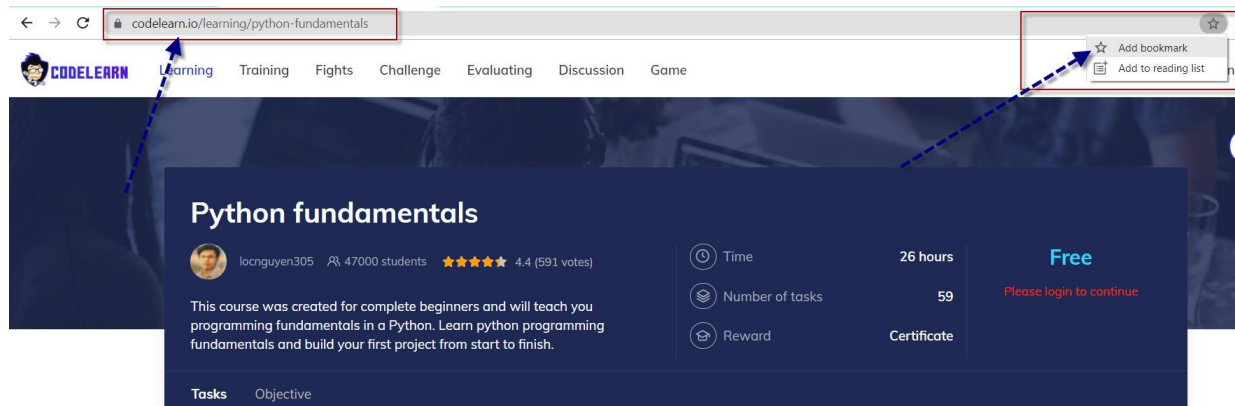 codelearn.io/learning/python-fundamentals
Add bookmark
Add to reading list
CODELEARN
Learning Training Fights Challenge Evaluating Discussion Game
Python fundamentals
locnguyen305 47000 students 4.4 (591 votes)
This course was created for complete beginners and will teach you
programming fundamentals in a Python. Learn python programming
fundamentals and build your first project from start to finish.
Time 26 hours
Number of tasks 59
Reward Certificate
Free
Please login to continue
Tasks Objective